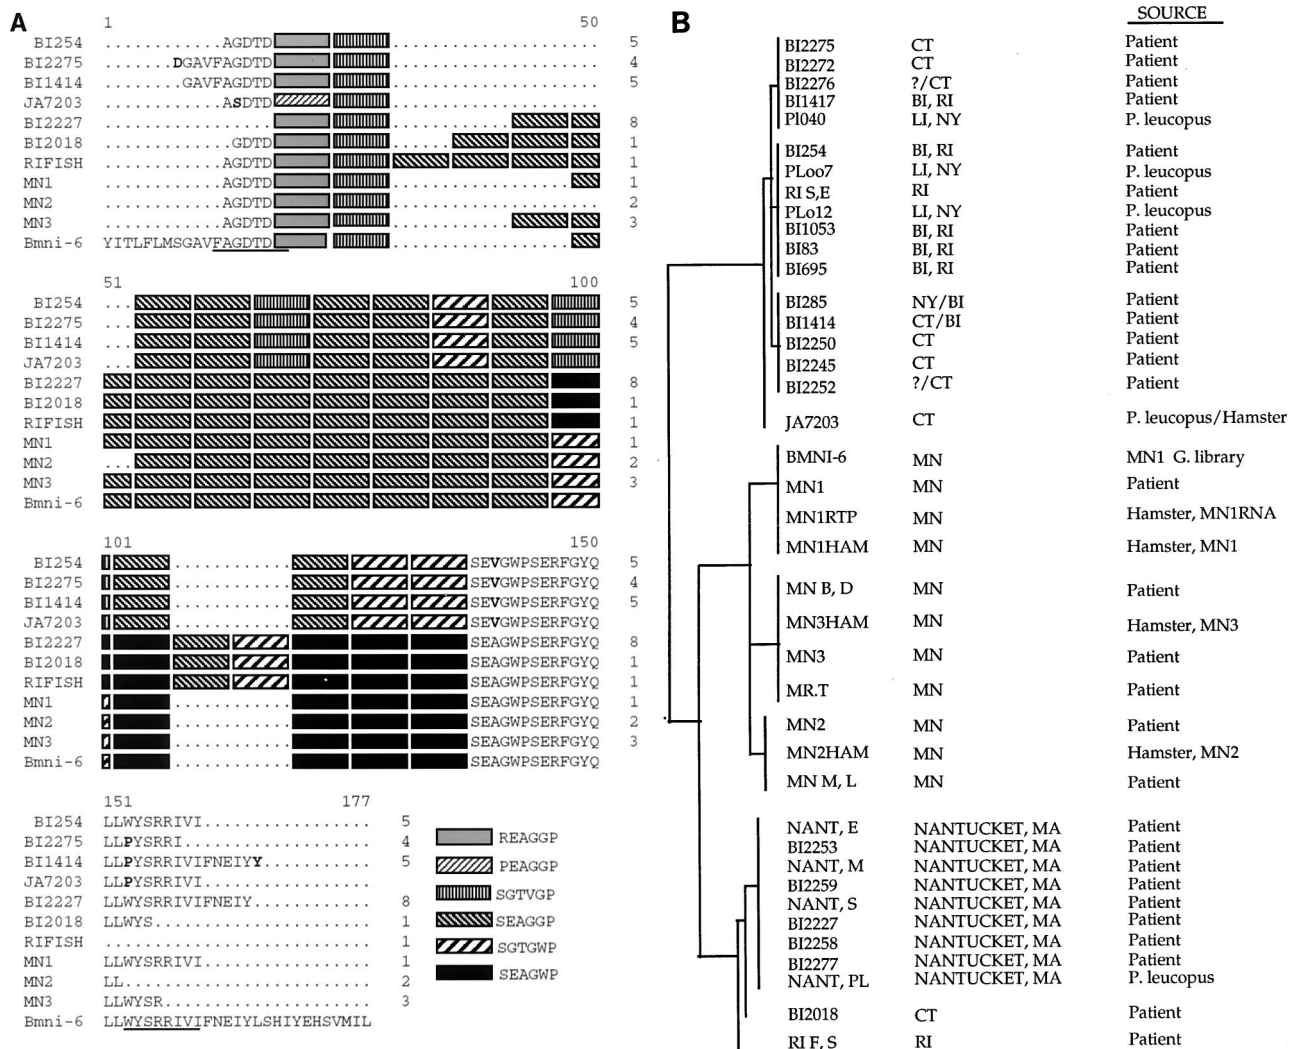 A
1 50
BI254 ..........AGDTD 5
BI2275 .......DGAVFAGDTD 4
BI1414 ........GAVFAGDTD 5
JA7203 ............ASDTD
BI2227 8
BI2018 .............GDTD 1
RIFISH ............AGDTD 1
MN1 ............AGDTD 1
MN2 ............AGDTD 2
MN3 ............AGDTD 3
Bmni-6 YITLFLMSGAVFAGDTD
51 100
BI254 ... 5
BI2275 ... 4
BI1414 ... 5
JA7203 ...
BI2227 8
BI2018 1
RIFISH 1
MN1 1
MN2 ... 2
MN3 3
Bmni-6
101 150
BI254 ............ SEVGWPSERFGYQ 5
BI2275 ............ SEVGWPSERFGYQ 4
BI1414 ............ SEVGWPSERFGYQ 5
JA7203 ............ SEVGWPSERFGYQ
BI2227 SEAGWPSERFGYQ 8
BI2018 SEAGWPSERFGYQ 1
RIFISH SEAGWPSERFGYQ 1
MN1 ............ SEAGWPSERFGYQ 1
MN2 ............ SEAGWPSERFGYQ 2
MN3 ............ SEAGWPSERFGYQ 3
Bmni-6 ............ SEAGWPSERFGYQ
151 177
BI254 LLWYSRRIVI................. 5
BI2275 LLPYSRRI................... 4
BI1414 LLPYSRRIVIFNEIYY........... 5
JA7203 LLPYSRRIVI.................
BI2227 LLWYSRRIVIFNEIY............ 8
BI2018 LLWYS...................... 1
RIFISH ........................... 1
MN1 LLWYSRRIVI................. 1
MN2 LL......................... 2
MN3 LLWYSR..................... 3
Bmni-6 LLWYSRRIVIFNEIYLSHIYEHSVMIL
REAGGP
PEAGGP
SGTVGP
SEAGGP
SGTGWP
SEAGWP
B
SOURCE
BI2275 CT Patient
BI2272 CT Patient
BI2276 ?/CT Patient
BI1417 BI, RI Patient
PI040 LI, NY P. leucopus
BI254 BI, RI Patient
PLoo7 LI, NY P. leucopus
RI S,E RI Patient
PLo12 LI, NY P. leucopus
BI1053 BI, RI Patient
BI83 BI, RI Patient
BI695 BI, RI Patient
BI285 NY/BI Patient
BI1414 CT/BI Patient
BI2250 CT Patient
BI2245 CT Patient
BI2252 ?/CT Patient
JA7203 CT P. leucopus/Hamster
BMNI-6 MN MN1 G. library
MN1 MN Patient
MN1RTP MN Hamster, MN1RNA
MN1HAM MN Hamster, MN1
MN B, D MN Patient
MN3HAM MN Hamster, MN3
MN3 MN Patient
MR.T MN Patient
MN2 MN Patient
MN2HAM MN Hamster, MN2
MN M, L MN Patient
NANT, E NANTUCKET, MA Patient
BI2253 NANTUCKET, MA Patient
NANT, M NANTUCKET, MA Patient
BI2259 NANTUCKET, MA Patient
NANT, S NANTUCKET, MA Patient
BI2227 NANTUCKET, MA Patient
BI2258 NANTUCKET, MA Patient
BI2277 NANTUCKET, MA Patient
NANT, PL NANTUCKET, MA P. leucopus
BI2018 CT Patient
RI F, S RI Patient